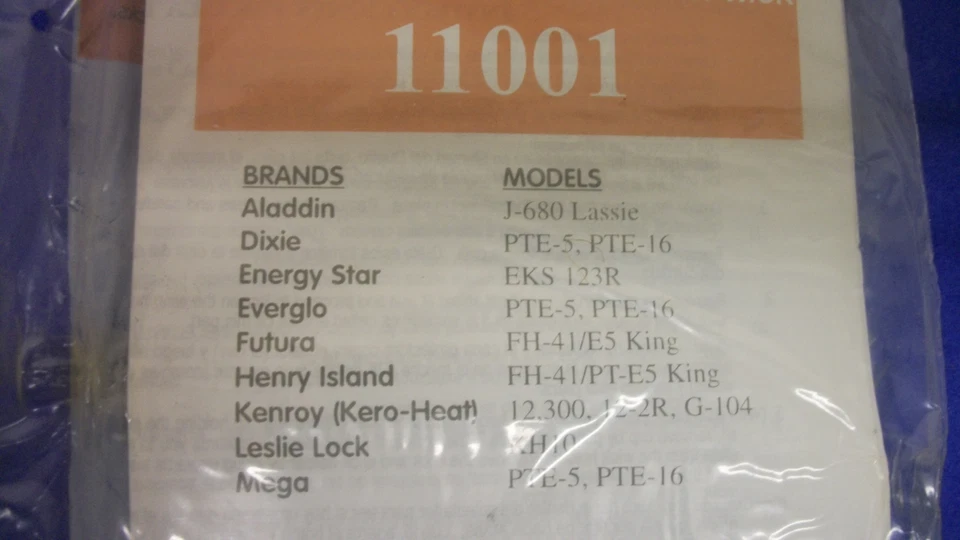 11001
BRANDS MODELS
Aladdin J-680 Lassie
Dixie PTE-5, PTE-16
Energy Star EKS 123R
Everglo PTE-5, PTE-16
Futura FH-41/E5 King
Henry Island FH-41/PT-E5 King
Kenroy (Kero-Heat) 12.300, 12-2R, G-104
Leslie Lock
Mega PTE-5, PTE-16